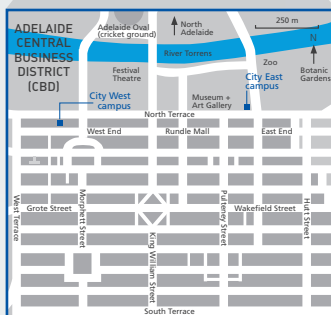 ADELAIDE
CENTRAL
BUSINESS
DISTRICT
(CBD)
Adelaide Oval
(cricket ground)
North
Adelaide
250 m
River Torrens
N
Festival
Theatre
Zoo
City East
campus
Botanic
Gardens
City West
campus
Museum +
Art Gallery
North Terrace
West End
Rundle Mall
East End
West Terrace
Grote Street
Morphett Street
King William Street
Pulteney Street
Wakefield Street
Hutt Street
South Terrace